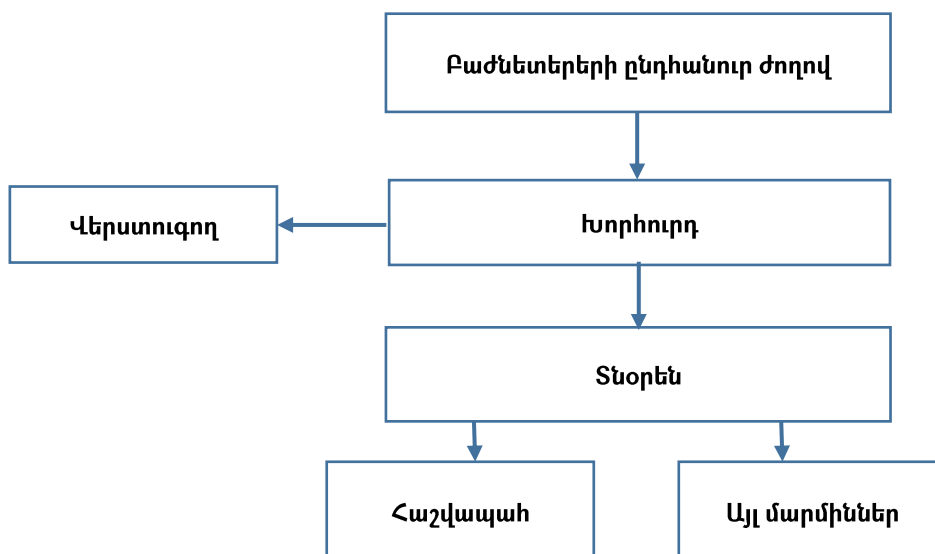 Բաժնետերերի ընդհանուր ժողով
Վերստուգող
Խորհուրդ
Տնօրեն
Հաշվապահ
Այլ մարմիններ